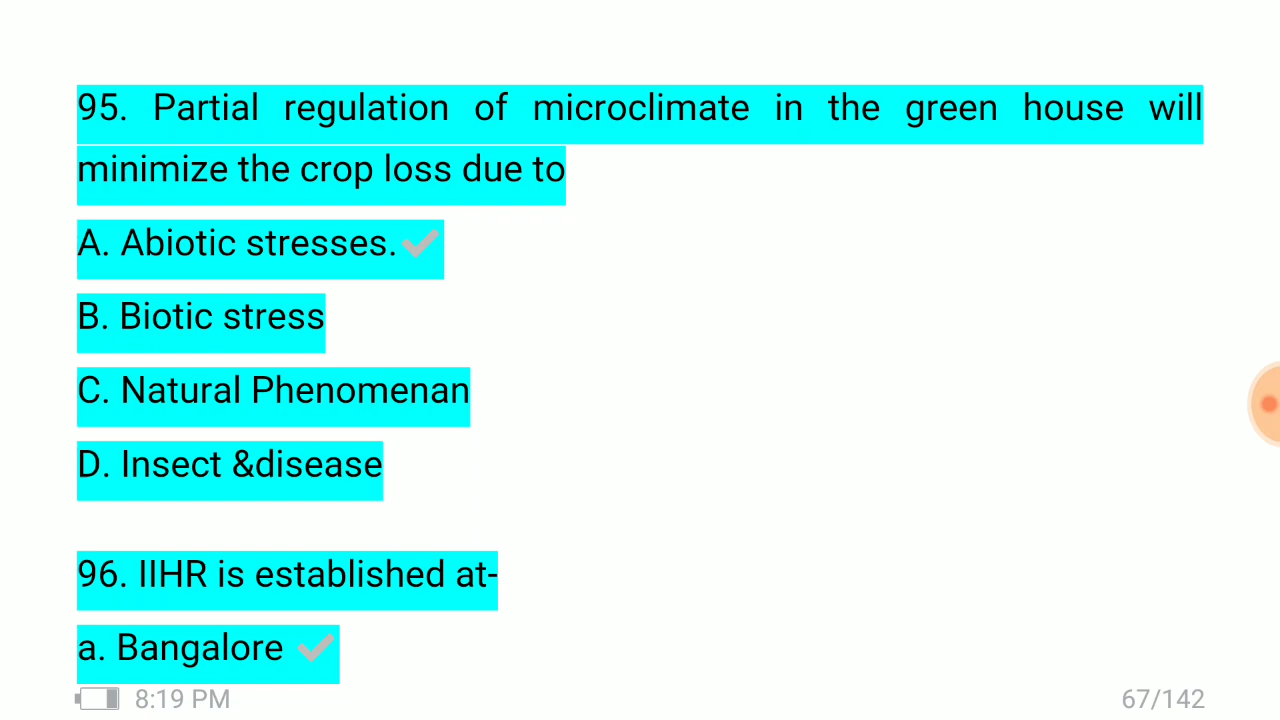 95. Partial regulation of microclimate in the green house will
minimize the crop loss due to
A. Abiotic stresses.
B. Biotic stress
C. Natural Phenomenan
D. Insect &disease
96. IIHR is established at-
a. Bangalore
8:19 PM
67/142